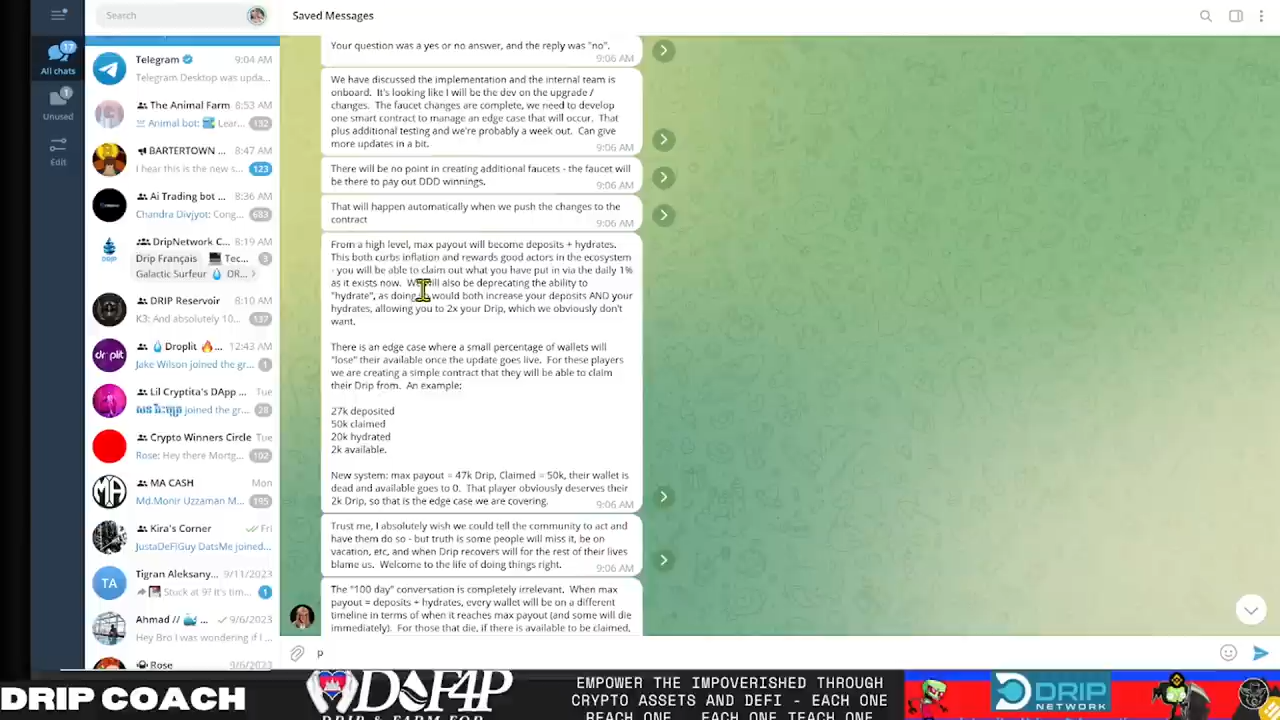 Search
Saved Messages
17
All chats
1
Unused
Edit
Telegram
9:04 AM
Telegram Desktop was upda...
The Animal Farm
8:53 AM
Animal bot: Lear...
132
BARTERTOWN ...
8:47 AM
I hear this is the new s...
123
Ai Trading bot ...
8:36 AM
Chandra Divjyot: Cong...
683
DripNetwork C...
8:19 AM
Drip Français Tec...
3
Galactic Surfeur OR...
DRIP Reservoir
8:10 AM
K3: And absolutely 10...
137
Droplit
12:43 AM
Jake Wilson joined the gr...
1
Lil Cryptita's DApp ...
Tue
joined the gr...
28
Crypto Winners Circle
Tue
Rose: Hey there Mortg...
102
MA CASH
Mon
Md.Monir Uzzaman M...
195
Kira's Corner
Fri
JustaDeFIGuy DatsMe joined...
TA
Tigran Aleksany...
9/11/2023
Stuck at 9? It's tim...
1
Ahmad // ...
9/6/2023
Hey Bro I was wondering if I ...
Rose
9/6/2023
Your question was a yes or no answer, and the reply was "no".
9:06 AM
We have discussed the implementation and the internal team is
onboard. It's looking like I will be the dev on the upgrade /
changes. The faucet changes are complete, we need to develop
one smart contract to manage an edge case that will occur. That
plus additional testing and we're probably a week out. Can give
more updates in a bit.
9:06 AM
There will be no point in creating additional faucets - the faucet will
be there to pay out DDD winnings.
9:06 AM
That will happen automatically when we push the changes to the
contract
9:06 AM
From a high level, max payout will become deposits + hydrates.
This both curbs inflation and rewards good actors in the ecosystem
- you will be able to claim out what you have put in via the daily 1%
as it exists now. We will also be deprecating the ability to
"hydrate", as doing so would both increase your deposits AND your
hydrates, allowing you to 2x your Drip, which we obviously don't
want.
There is an edge case where a small percentage of wallets will
"lose" their available once the update goes live. For these players
we are creating a simple contract that they will be able to claim
their Drip from. An example:
27k deposited
50k claimed
20k hydrated
2k available.
New system: max payout = 47k Drip, Claimed = 50k, their wallet is
dead and available goes to 0. That player obviously deserves their
2k Drip, so that is the edge case we are covering.
9:06 AM
Trust me, I absolutely wish we could tell the community to act and
have them do so - but truth is some people will miss it, be on
vacation, etc, and when Drip recovers will for the rest of their lives
blame us. Welcome to the life of doing things right.
9:06 AM
The "100 day" conversation is completely irrelevant. When max
payout = deposits + hydrates, every wallet will be on a different
timeline in terms of when it reaches max payout (and some will die
immediately). For those that die, if there is available to be claimed,
p
DRIP COACH
D4F4P
DRIP & FARM FOR
EMPOWER THE IMPOVERISHED THROUGH
CRYPTO ASSETS AND DEFI - EACH ONE
REACH ONE EACH ONE TEACH ONE
DRIP
NETWORK